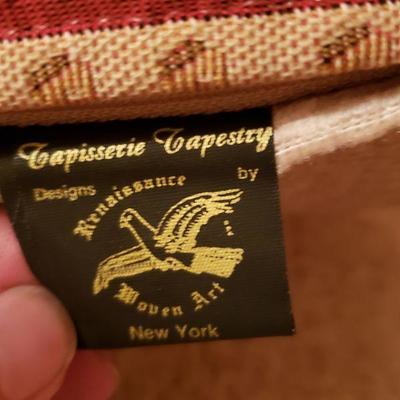 Tapisserie Tapestry
Designs by
Renaissance
Woven Art
New York